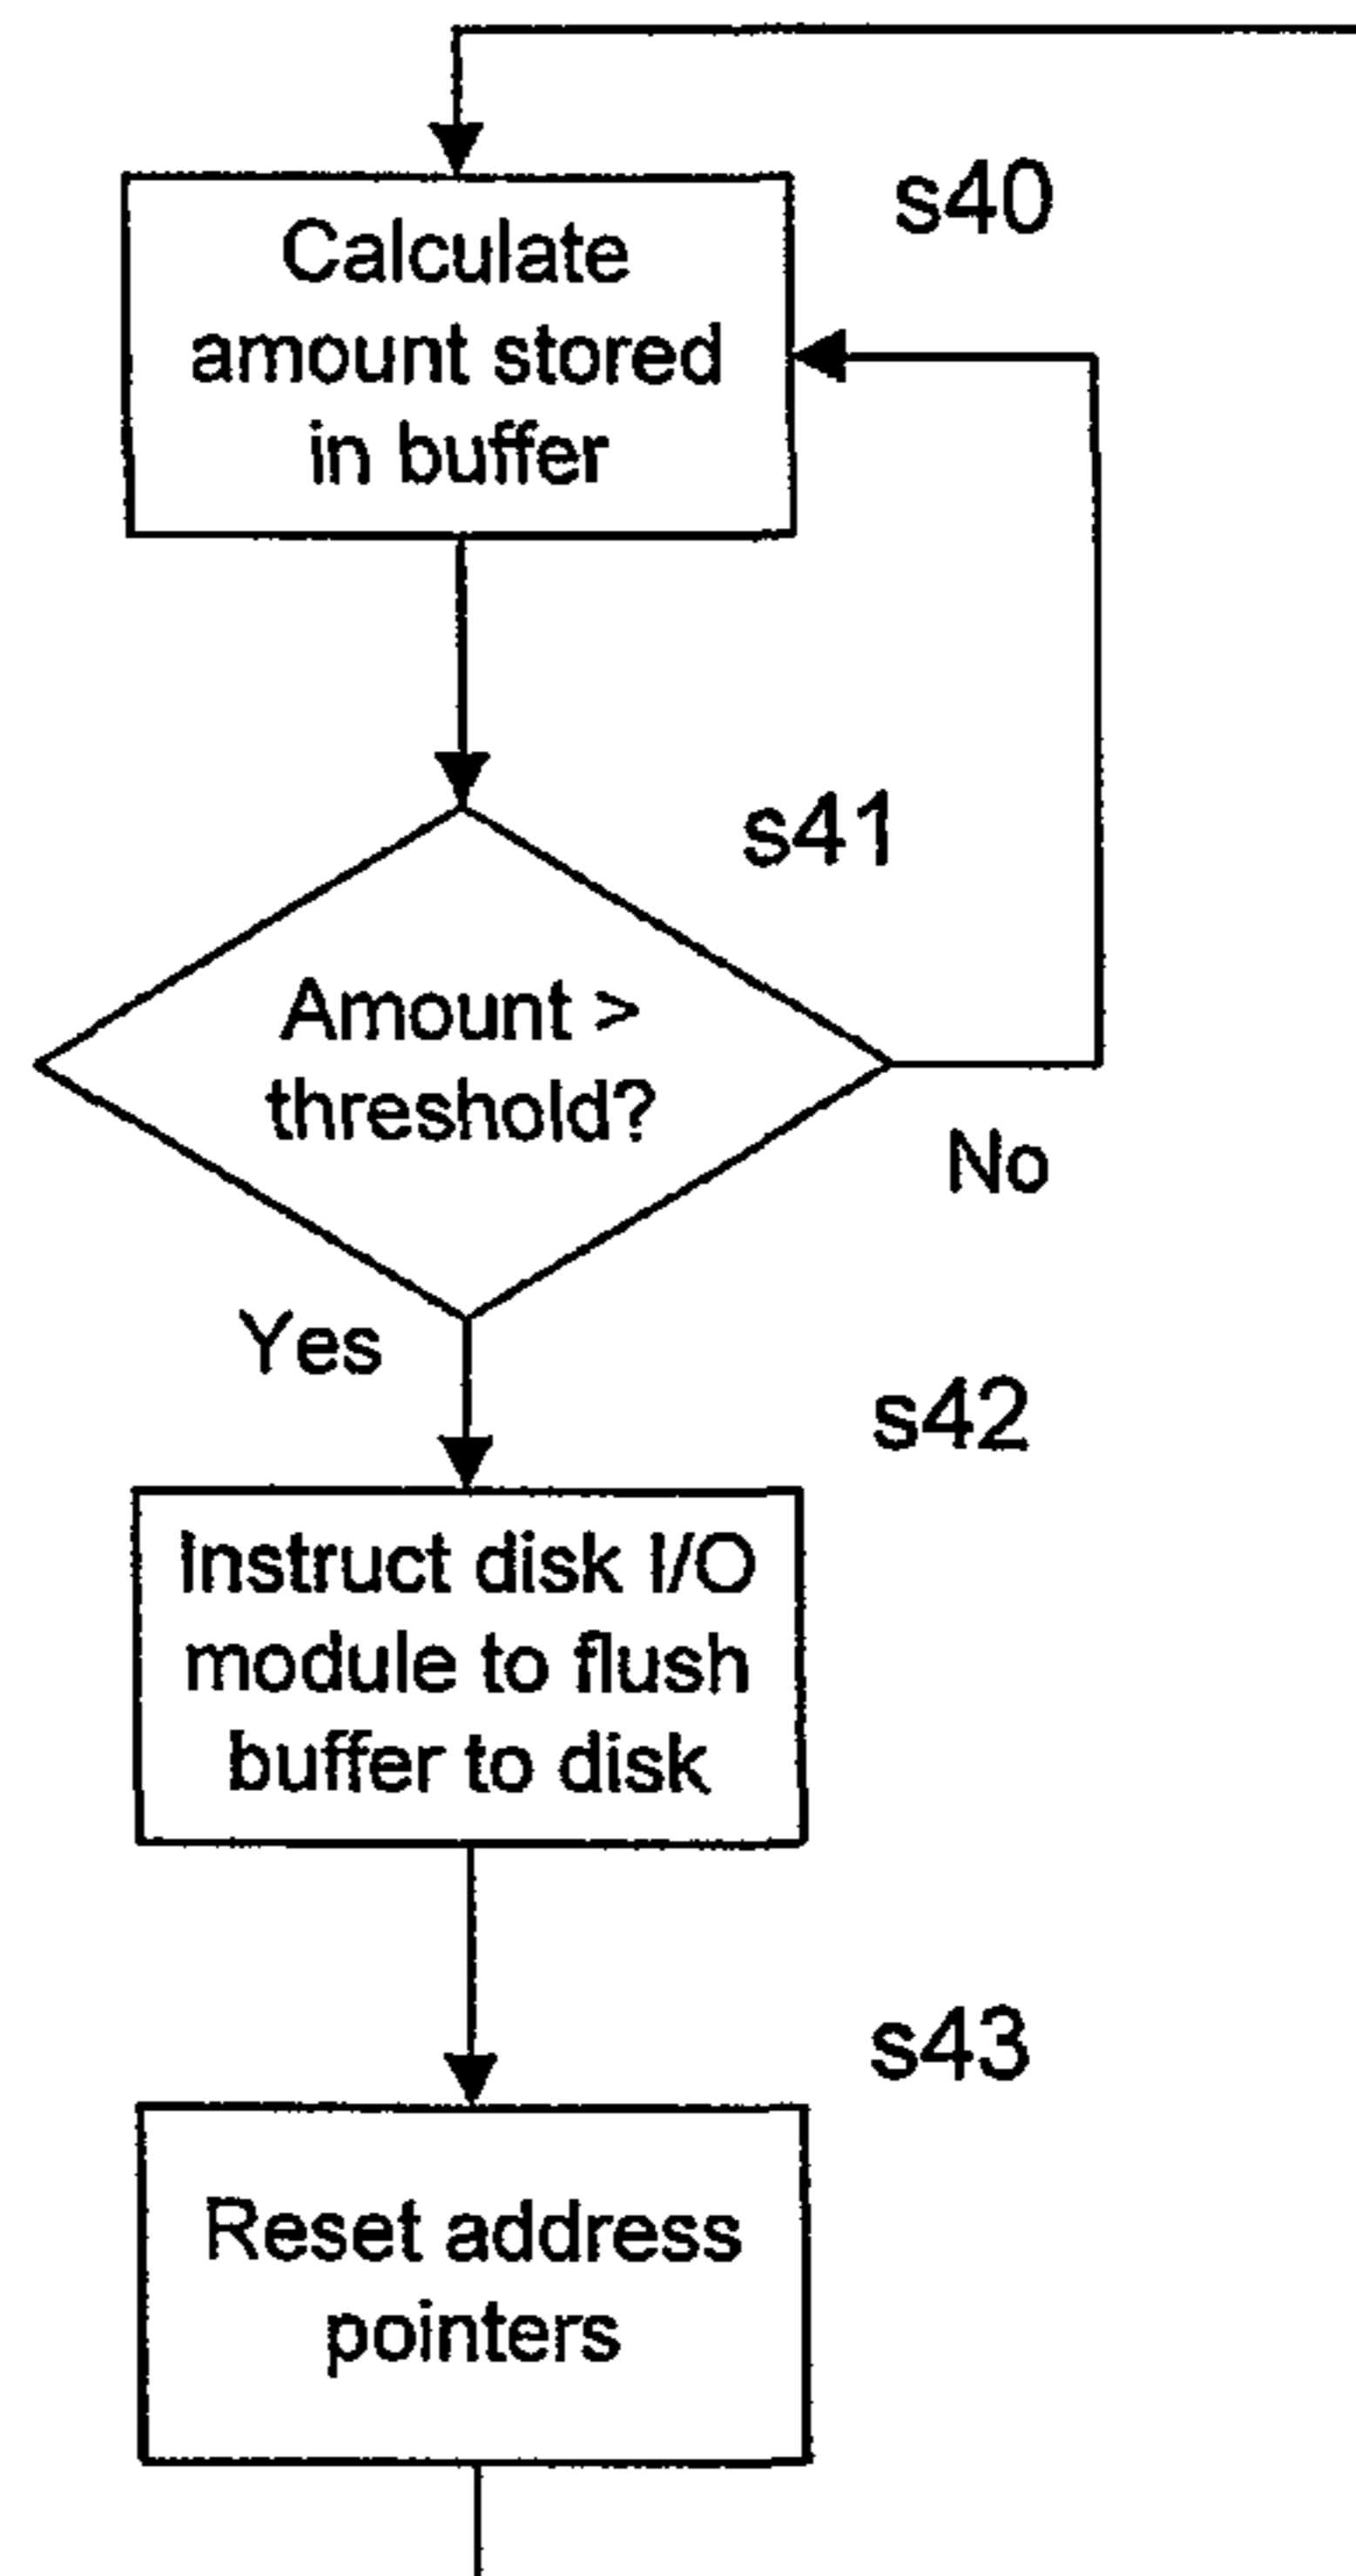 s40
Calculate
amount stored
in buffer
s41
Amount >
threshold?
No
Yes
s42
Instruct disk I/O
module to flush
buffer to disk
s43
Reset address
pointers